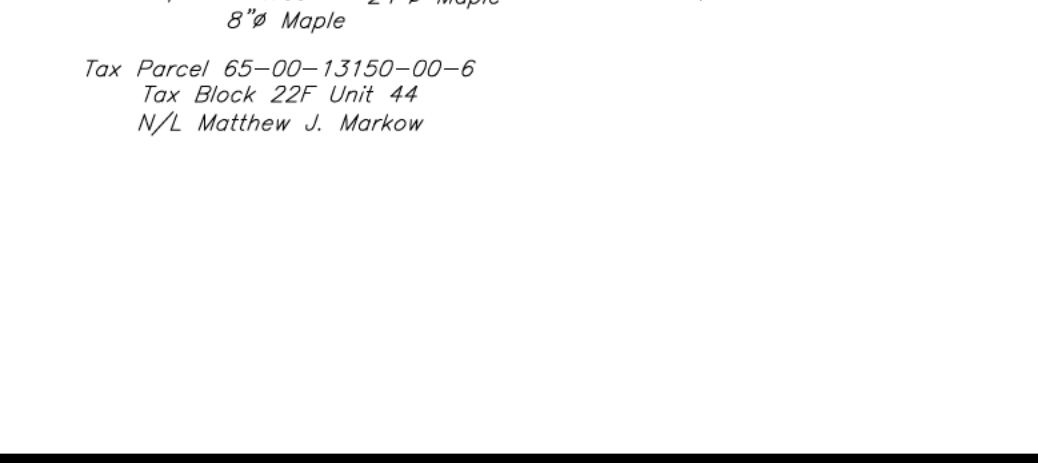 8"ø Maple
Tax Parcel 65-00-13150-00-6
Tax Block 22F Unit 44
N/L Matthew J. Markow